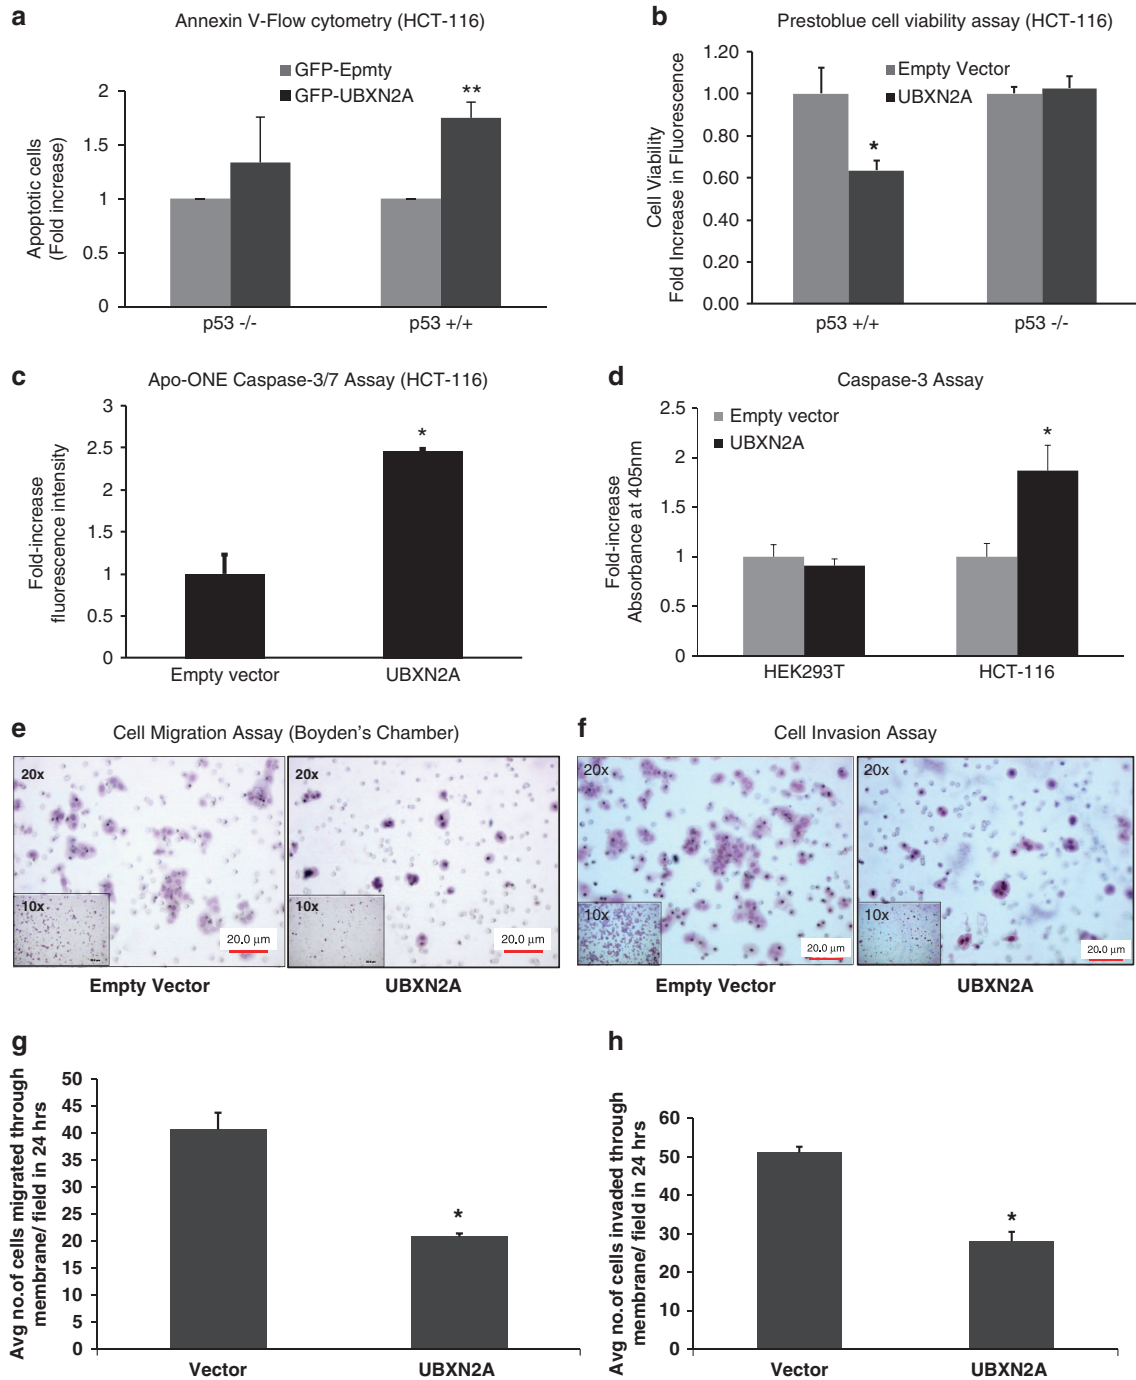 a
Annexin V-Flow cytometry (HCT-116)
GFP-Epmty
GFP-UBXN2A
Apoptotic cells
(Fold increase)
2
1.5
1
0.5
0
**
p53 -/-
p53 +/+
b
Prestoblue cell viability assay (HCT-116)
Empty Vector
UBXN2A
Cell Viability
Fold Increase in Fluorescence
1.20
1.00
0.80
0.60
0.40
0.20
0.00
*
p53 +/+
p53 -/-
c
Apo-ONE Caspase-3/7 Assay (HCT-116)
Fold-increase
fluorescence intensity
3
2.5
2
1.5
1
0.5
0
*
Empty vector
UBXN2A
d
Caspase-3 Assay
Empty vector
UBXN2A
Fold-increase
Absorbance at 405nm
2.5
2
1.5
1
0.5
0
*
HEK293T
HCT-116
e
Cell Migration Assay (Boyden's Chamber)
20x
10x
20.0 µm
20x
10x
20.0 µm
Empty Vector
UBXN2A
f
Cell Invasion Assay
20x
10x
20.0 µm
20x
10x
20.0 µm
Empty Vector
UBXN2A
g
Avg no.of cells migrated through
membrane/ field in 24 hrs
50
45
40
35
30
25
20
15
10
5
0
*
Vector
UBXN2A
h
Avg no.of cells invaded through
membrane/ field in 24 hrs
60
50
40
30
20
10
0
*
Vector
UBXN2A